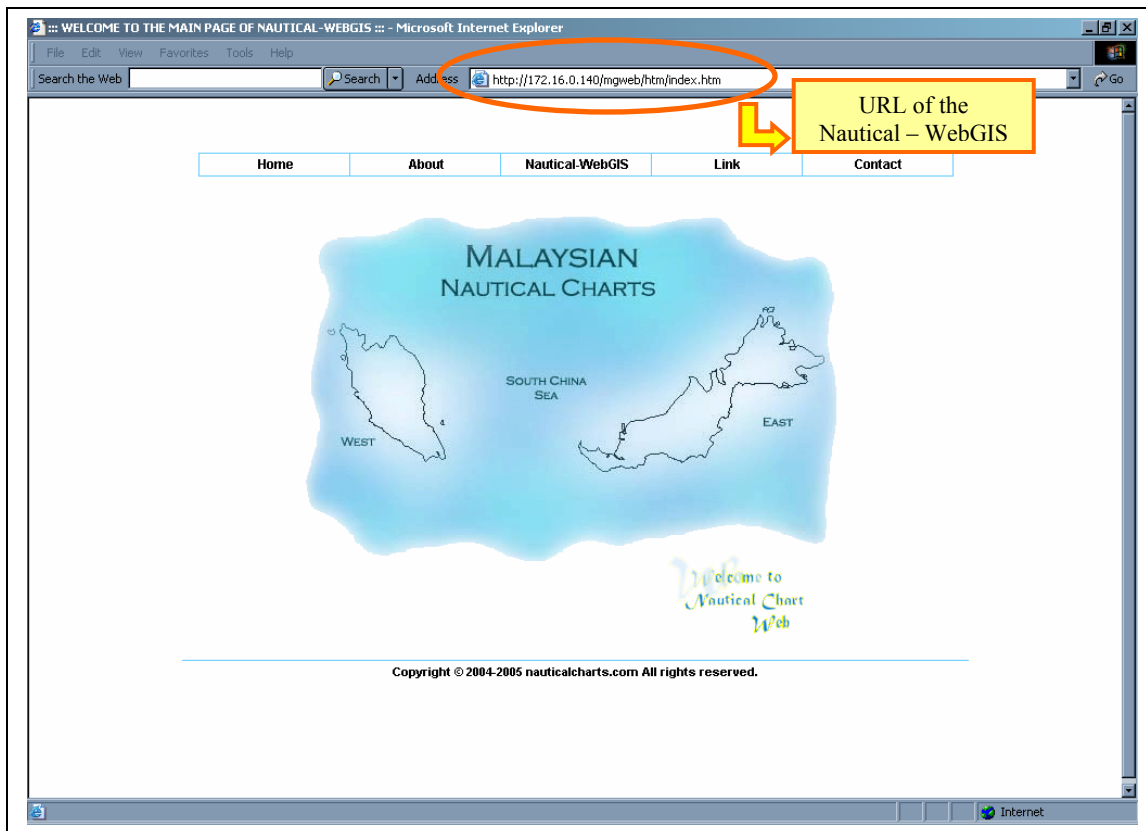 ::: WELCOME TO THE MAIN PAGE OF NAUTICAL-WEBGIS ::: - Microsoft Internet Explorer
File Edit View Favorites Tools Help
Search the Web Search Address http://172.16.0.140/mgweb/htm/index.htm Go
URL of the
Nautical – WebGIS
Home About Nautical-WebGIS Link Contact
MALAYSIAN
NAUTICAL CHARTS
SOUTH CHINA
SEA
EAST
WEST
Welcome to
Nautical Chart
Web
Copyright © 2004-2005 nauticalcharts.com All rights reserved.
Internet